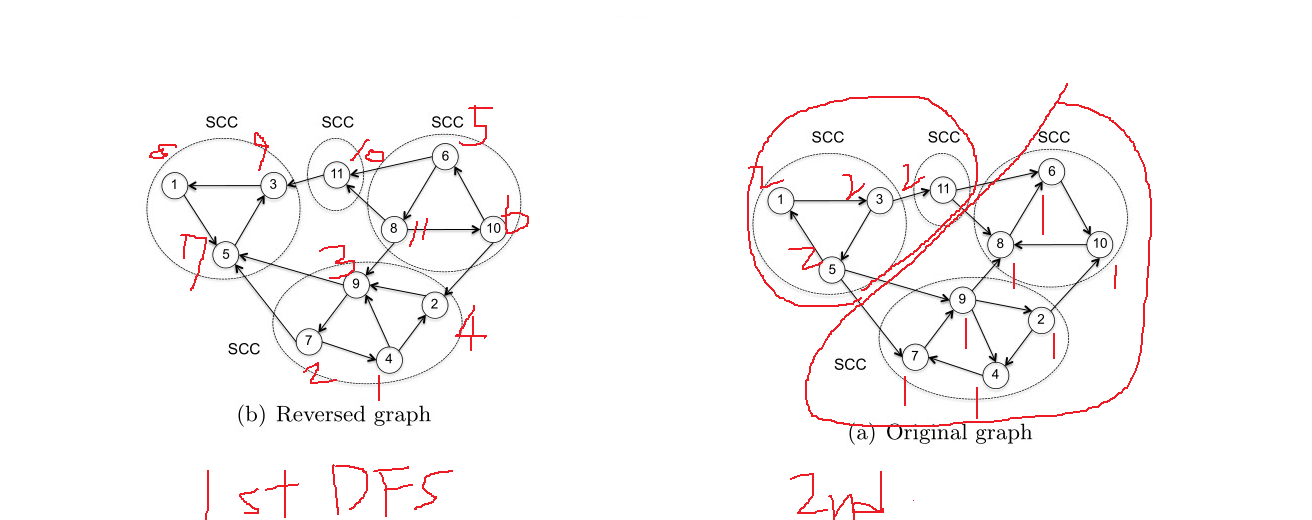 SCC SCC SCC
8 9 10 5
1 3 11 6
7 5 8 11 10 6
3 9 2 4
SCC 7 4
2 1
(b) Reversed graph
1st DFS
SCC SCC SCC
2 2 2
1 3 11 6
2 5 8 1 10
1 1
9 2
SCC 7 4 1 1
1 1
(a) Original graph
2nd